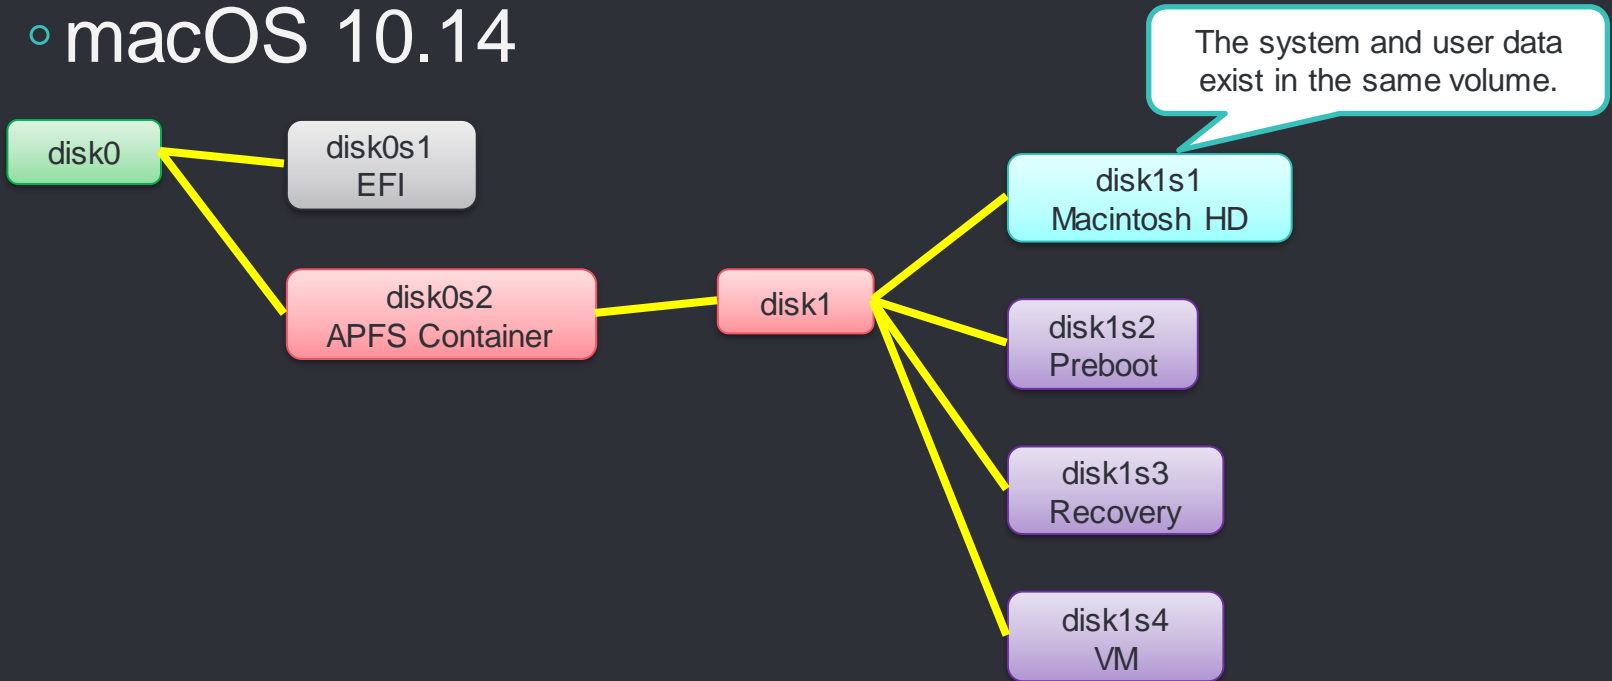 macOS 10.14
The system and user data
exist in the same volume.
disk0
disk0s1
EFI
disk0s2
APFS Container
disk1
disk1s1
Macintosh HD
disk1s2
Preboot
disk1s3
Recovery
disk1s4
VM